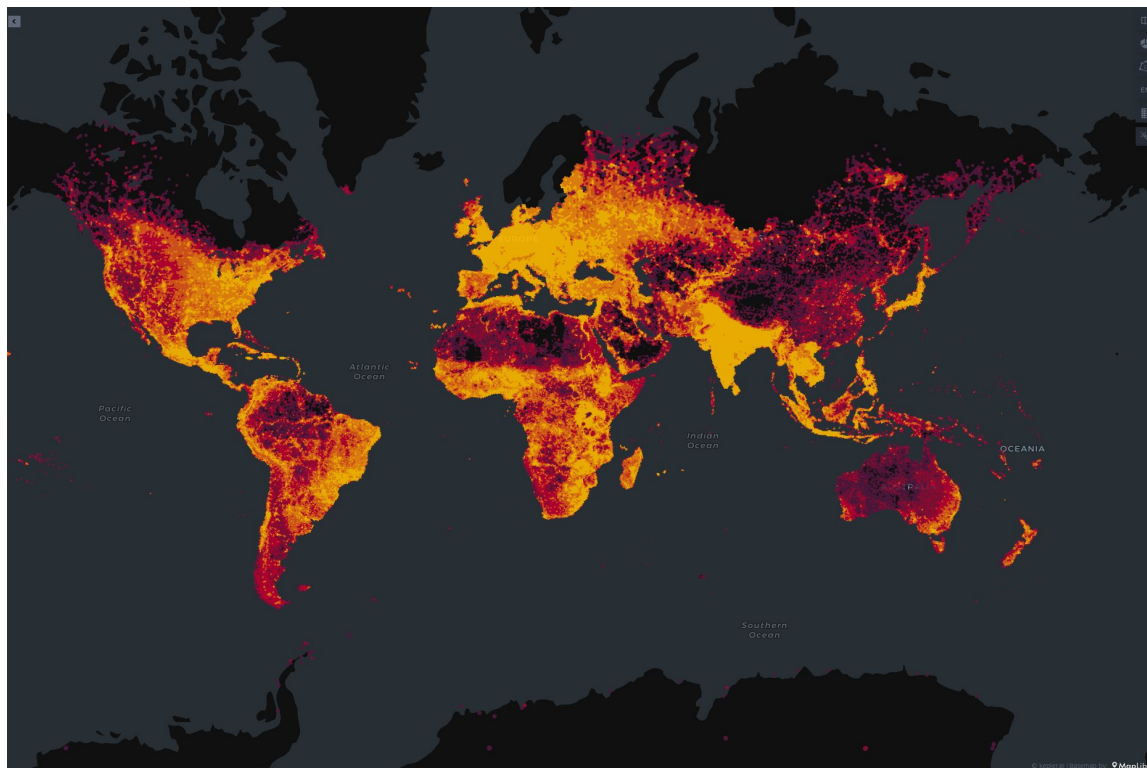 Atlantic
Ocean
Pacific
Ocean
Indian
Ocean
OCEANIA
Southern
Ocean